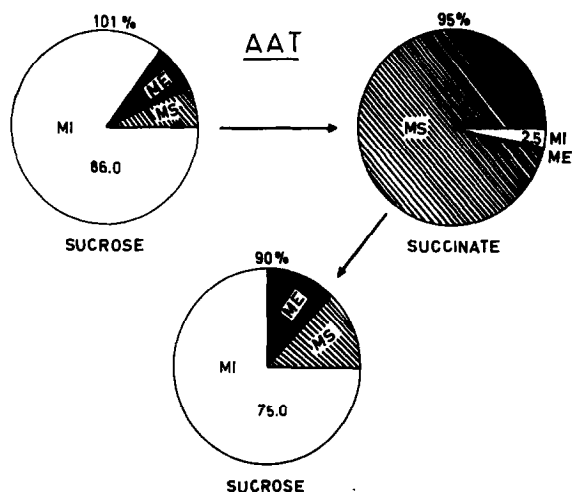 101 %
AAT
95%
ME
MS
MI
86.0
MS
2.5
MI
ME
SUCROSE
SUCCINATE
90%
ME
MS
MI
75.0
SUCROSE